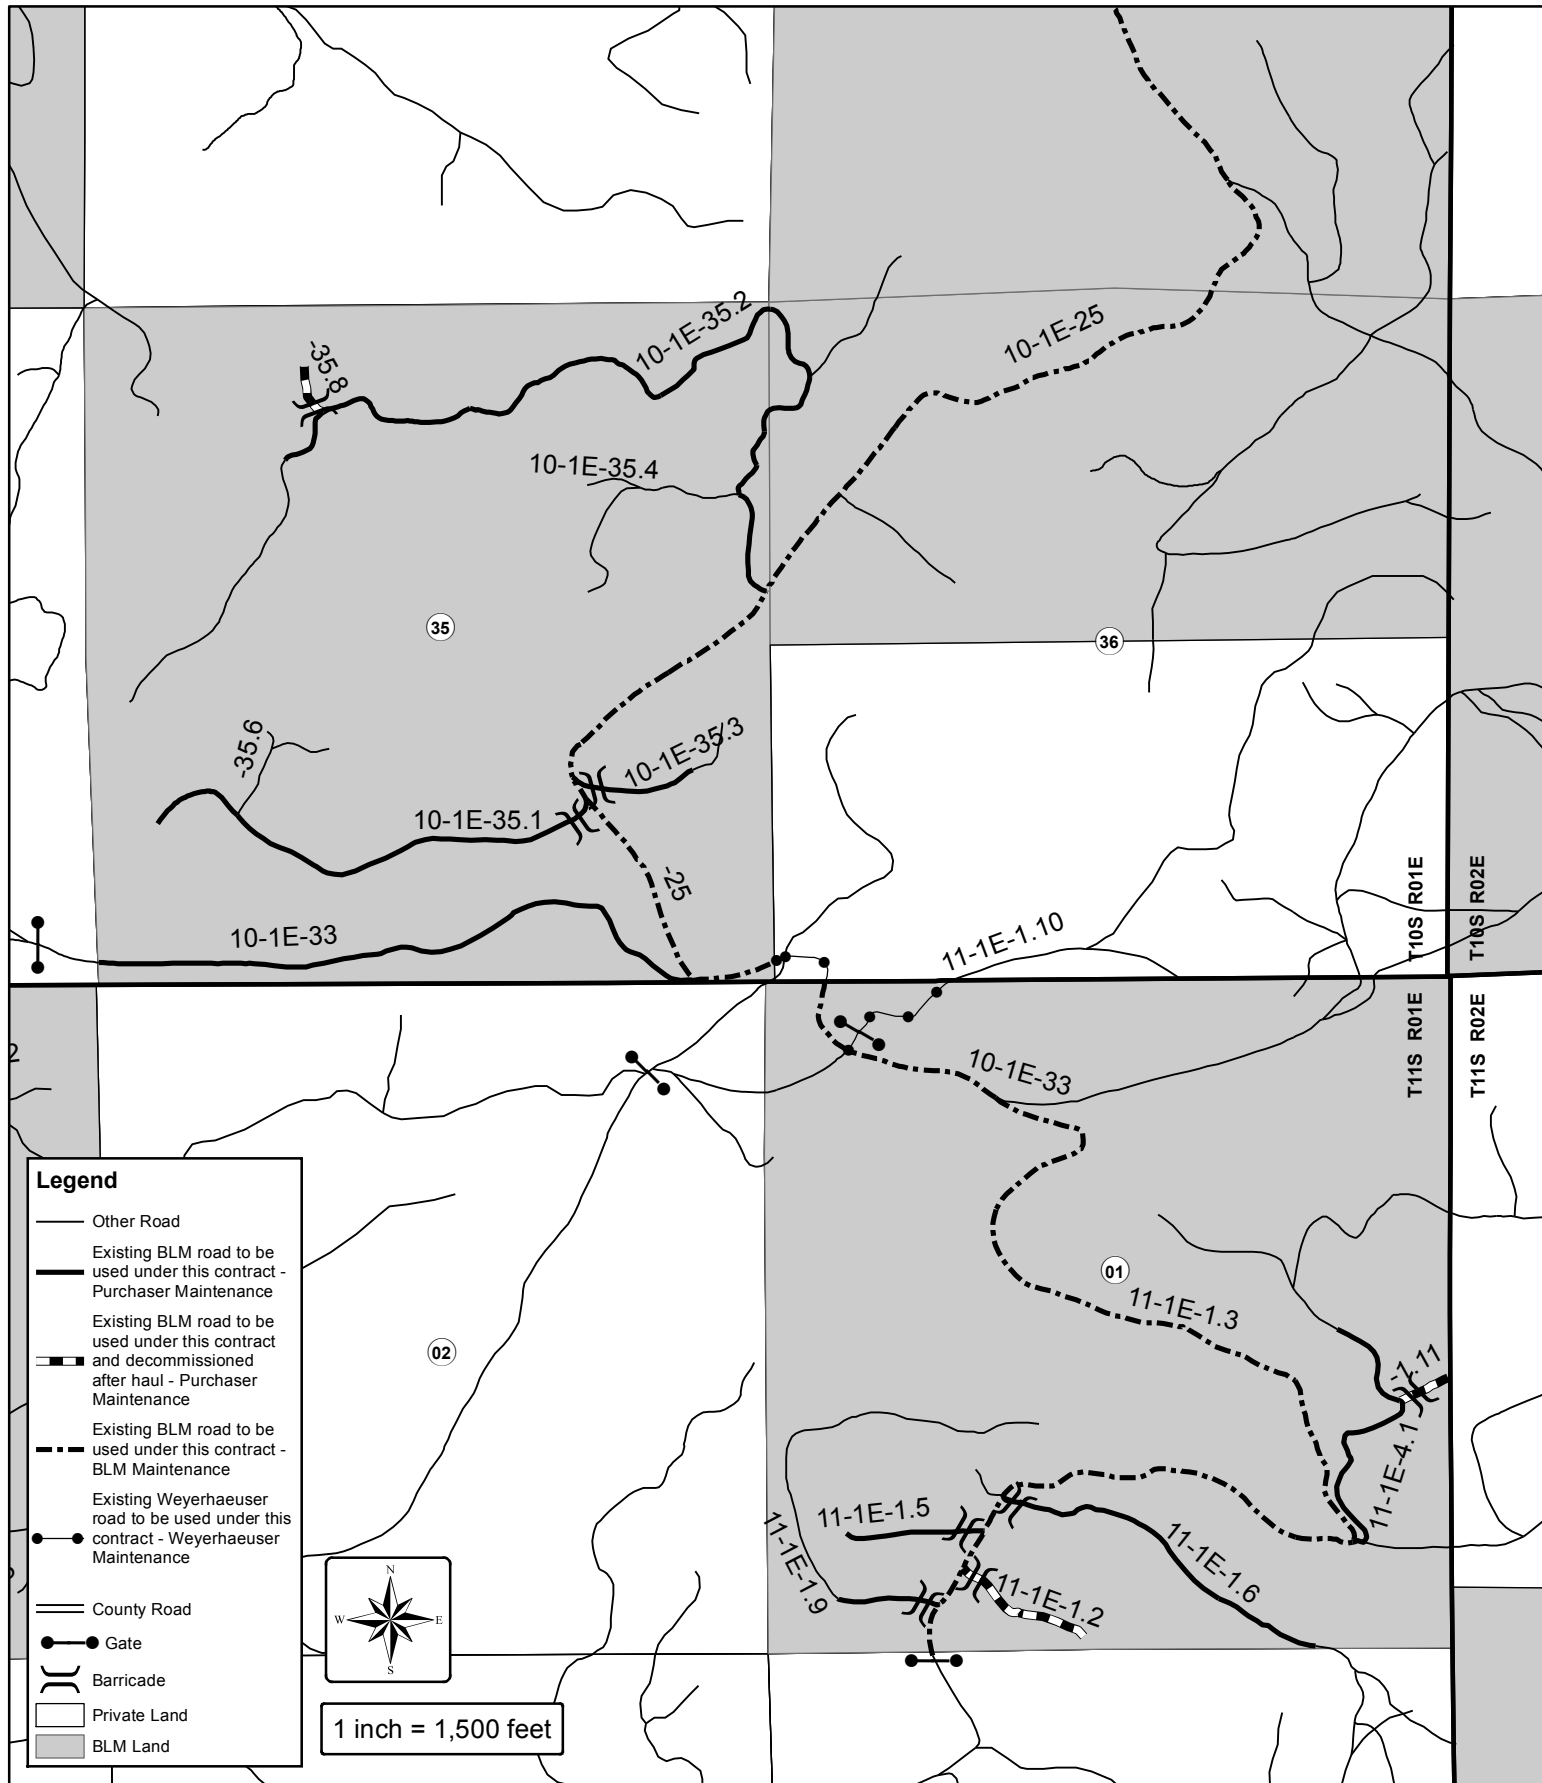 10-1E-35.2
-35.8
10-1E-25
10-1E-35.4
35
36
-35.6
10-1E-35.3
10-1E-35.1
-25
10-1E-33
T10S R01E
T10S R02E
11-1E-1.10
T11S R01E
T11S R02E
2
10-1E-33
01
11-1E-1.3
02
-1.11
11-1E-4.1
11-1E-1.5
11-1E-1.9
11-1E-1.6
11-1E-1.2
Legend
Other Road
Existing BLM road to be
used under this contract -
Purchaser Maintenance
Existing BLM road to be
used under this contract
and decommissioned
after haul - Purchaser
Maintenance
Existing BLM road to be
used under this contract -
BLM Maintenance
Existing Weyerhaeuser
road to be used under this
contract - Weyerhaeuser
Maintenance
County Road
Gate
Barricade
Private Land
BLM Land
N
W E
S
1 inch = 1,500 feet